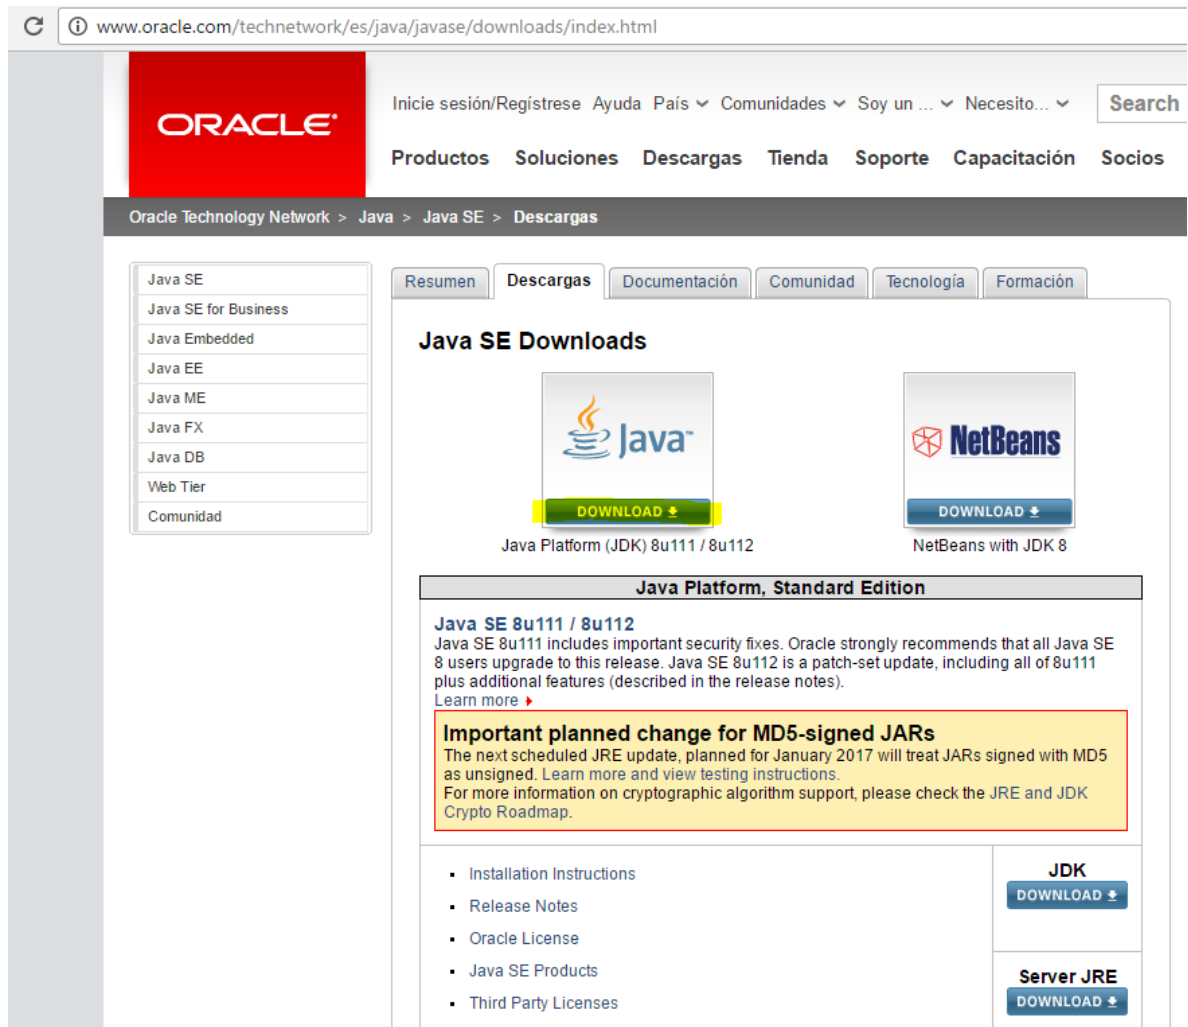 www.oracle.com/technetwork/es/java/javase/downloads/index.html
ORACLE
Inicie sesión/Regístrese Ayuda País Comunidades Soy un ... Necesito... Search
Productos Soluciones Descargas Tienda Soporte Capacitación Socios
Oracle Technology Network > Java > Java SE > Descargas
Java SE
Java SE for Business
Java Embedded
Java EE
Java ME
Java FX
Java DB
Web Tier
Comunidad
Resumen Descargas Documentación Comunidad Tecnología Formación
Java SE Downloads
Java™
DOWNLOAD
Java Platform (JDK) 8u111 / 8u112
NetBeans
DOWNLOAD
NetBeans with JDK 8
Java Platform, Standard Edition
Java SE 8u111 / 8u112
Java SE 8u111 includes important security fixes. Oracle strongly recommends that all Java SE
8 users upgrade to this release. Java SE 8u112 is a patch-set update, including all of 8u111
plus additional features (described in the release notes).
Learn more
Important planned change for MD5-signed JARs
The next scheduled JRE update, planned for January 2017 will treat JARs signed with MD5
as unsigned. Learn more and view testing instructions.
For more information on cryptographic algorithm support, please check the JRE and JDK
Crypto Roadmap.
Installation Instructions
Release Notes
Oracle License
Java SE Products
Third Party Licenses
JDK
DOWNLOAD
Server JRE
DOWNLOAD